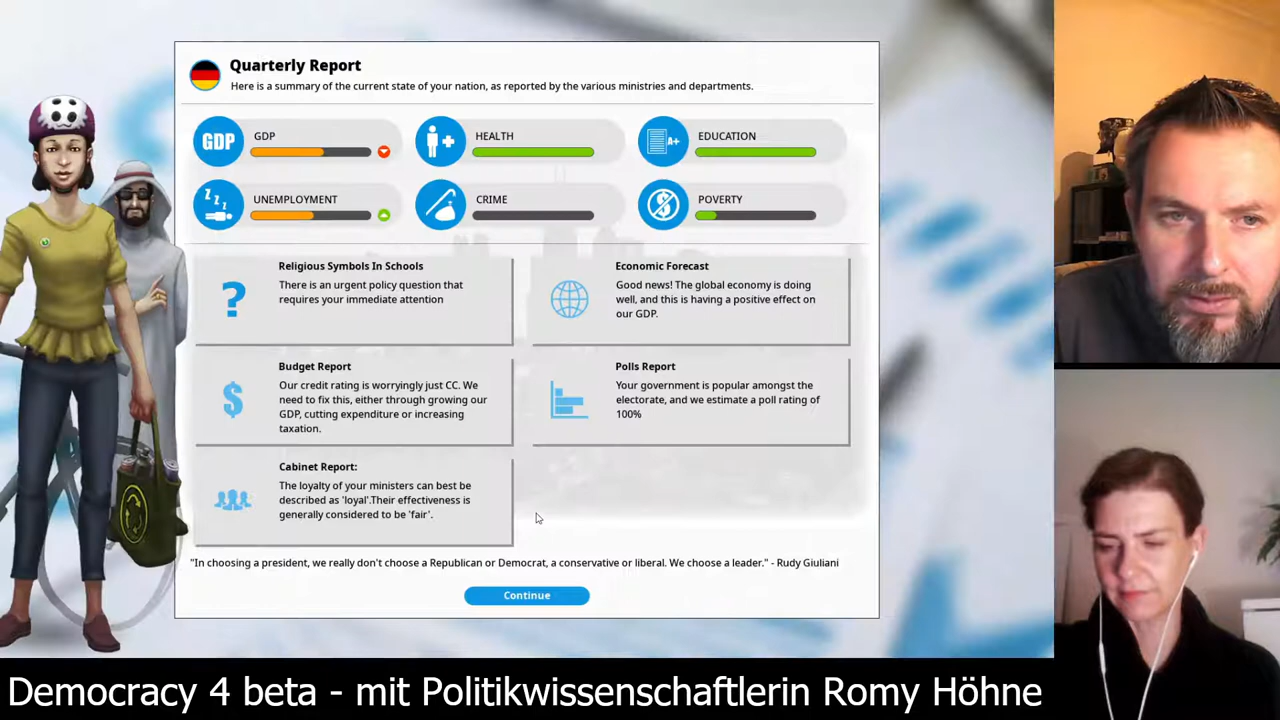 Quarterly Report
Here is a summary of the current state of your nation, as reported by the various ministries and departments.
GDP
GDP
HEALTH
A+
EDUCATION
UNEMPLOYMENT
CRIME
POVERTY
Religious Symbols In Schools
There is an urgent policy question that
requires your immediate attention
Economic Forecast
Good news! The global economy is doing
well, and this is having a positive effect on
our GDP.
Budget Report
Our credit rating is worryingly just CC. We
need to fix this, either through growing our
GDP, cutting expenditure or increasing
taxation.
Polls Report
Your government is popular amongst the
electorate, and we estimate a poll rating of
100%
Cabinet Report:
The loyalty of your ministers can best be
described as 'loyal'.Their effectiveness is
generally considered to be 'fair'.
"In choosing a president, we really don't choose a Republican or Democrat, a conservative or liberal. We choose a leader." - Rudy Giuliani
Continue
Democracy 4 beta - mit Politikwissenschaftlerin Romy Höhne